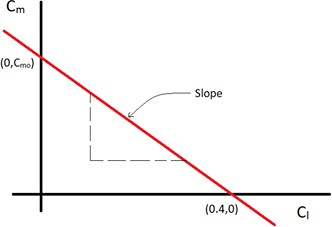 Cm
(0,Cmo)
Slope
(0.4,0)
Cl